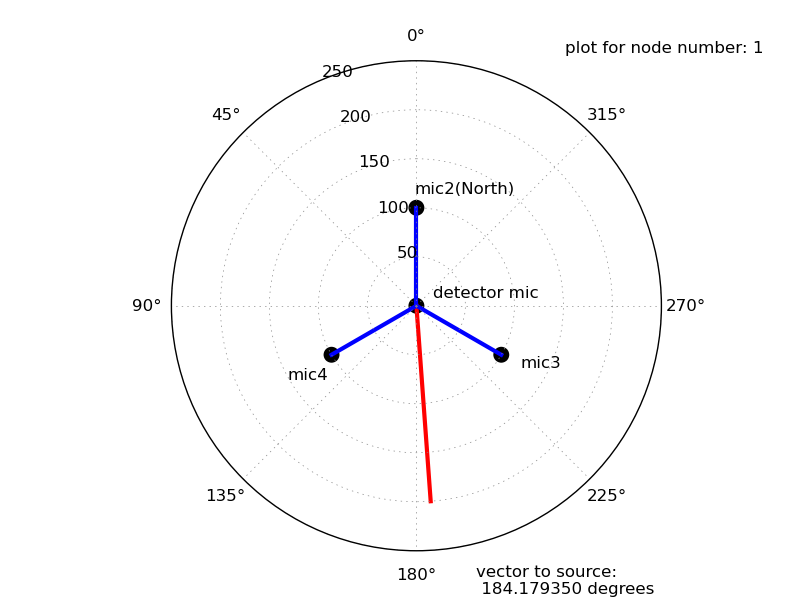 0°
plot for node number: 1
250
45°
315°
200
150
mic2(North)
100
50
detector mic
90°
270°
mic3
mic4
135°
225°
180°
vector to source:
184.179350 degrees